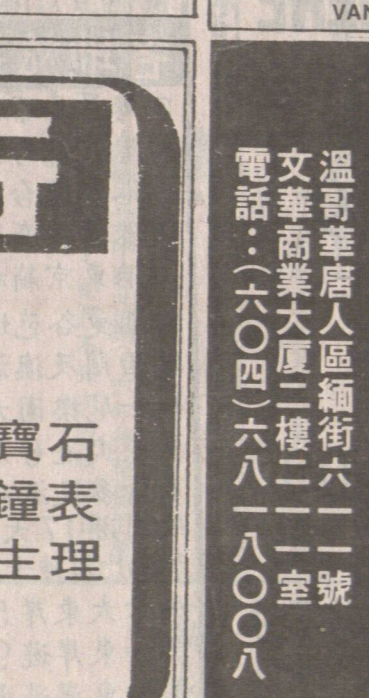 VAN
溫哥華唐人區緬街六一一號
文華商業大厦二樓二一一室
電話：（六〇四）六八一八〇〇八
行
石表理
寶鐘主